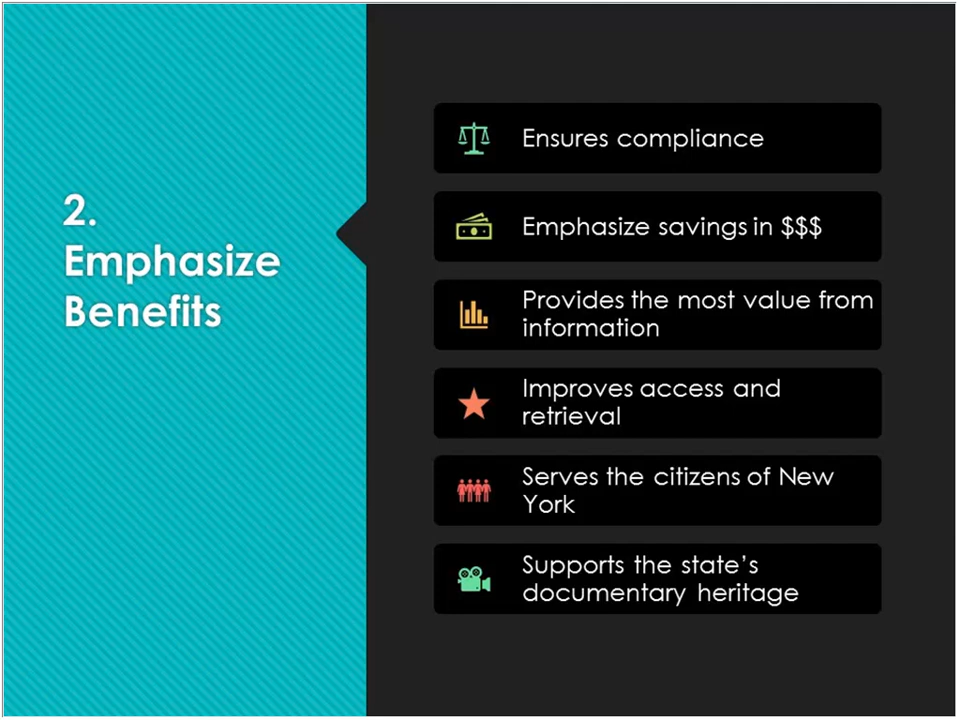 2.
Emphasize
Benefits
Ensures compliance
Emphasize savings in $$$
Provides the most value from
information
Improves access and
retrieval
Serves the citizens of New
York
Supports the state’s
documentary heritage